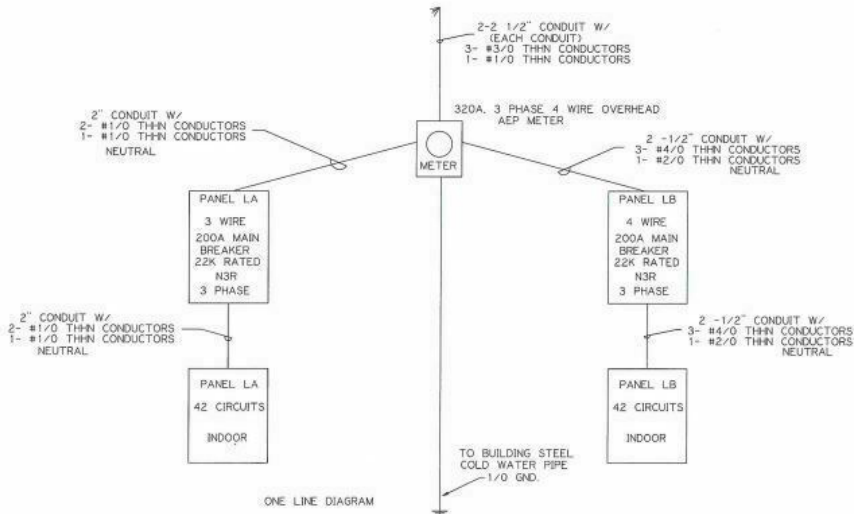 2-2 1/2" CONDUIT W/
(EACH CONDUIT)
3- #3/0 THHN CONDUCTORS
1- #1/0 THHN CONDUCTORS
320A, 3 PHASE 4 WIRE OVERHEAD
AEP METER
2" CONDUIT W/
2- #1/0 THHN CONDUCTORS
1- #1/0 THHN CONDUCTORS
NEUTRAL
METER
2 -1/2" CONDUIT W/
3- #4/0 THHN CONDUCTORS
1- #2/0 THHN CONDUCTORS
NEUTRAL
PANEL LA
3 WIRE
200A MAIN
BREAKER
22K RATED
N3R
3 PHASE
PANEL LB
4 WIRE
200A MAIN
BREAKER
22K RATED
N3R
3 PHASE
2" CONDUIT W/
2- #1/0 THHN CONDUCTORS
1- #1/0 THHN CONDUCTORS
NEUTRAL
2 -1/2" CONDUIT W/
3- #4/0 THHN CONDUCTORS
1- #2/0 THHN CONDUCTORS
NEUTRAL
PANEL LA
42 CIRCUITS
INDOOR
PANEL LB
42 CIRCUITS
INDOOR
TO BUILDING STEEL
COLD WATER PIPE
1/0 GND.
ONE LINE DIAGRAM